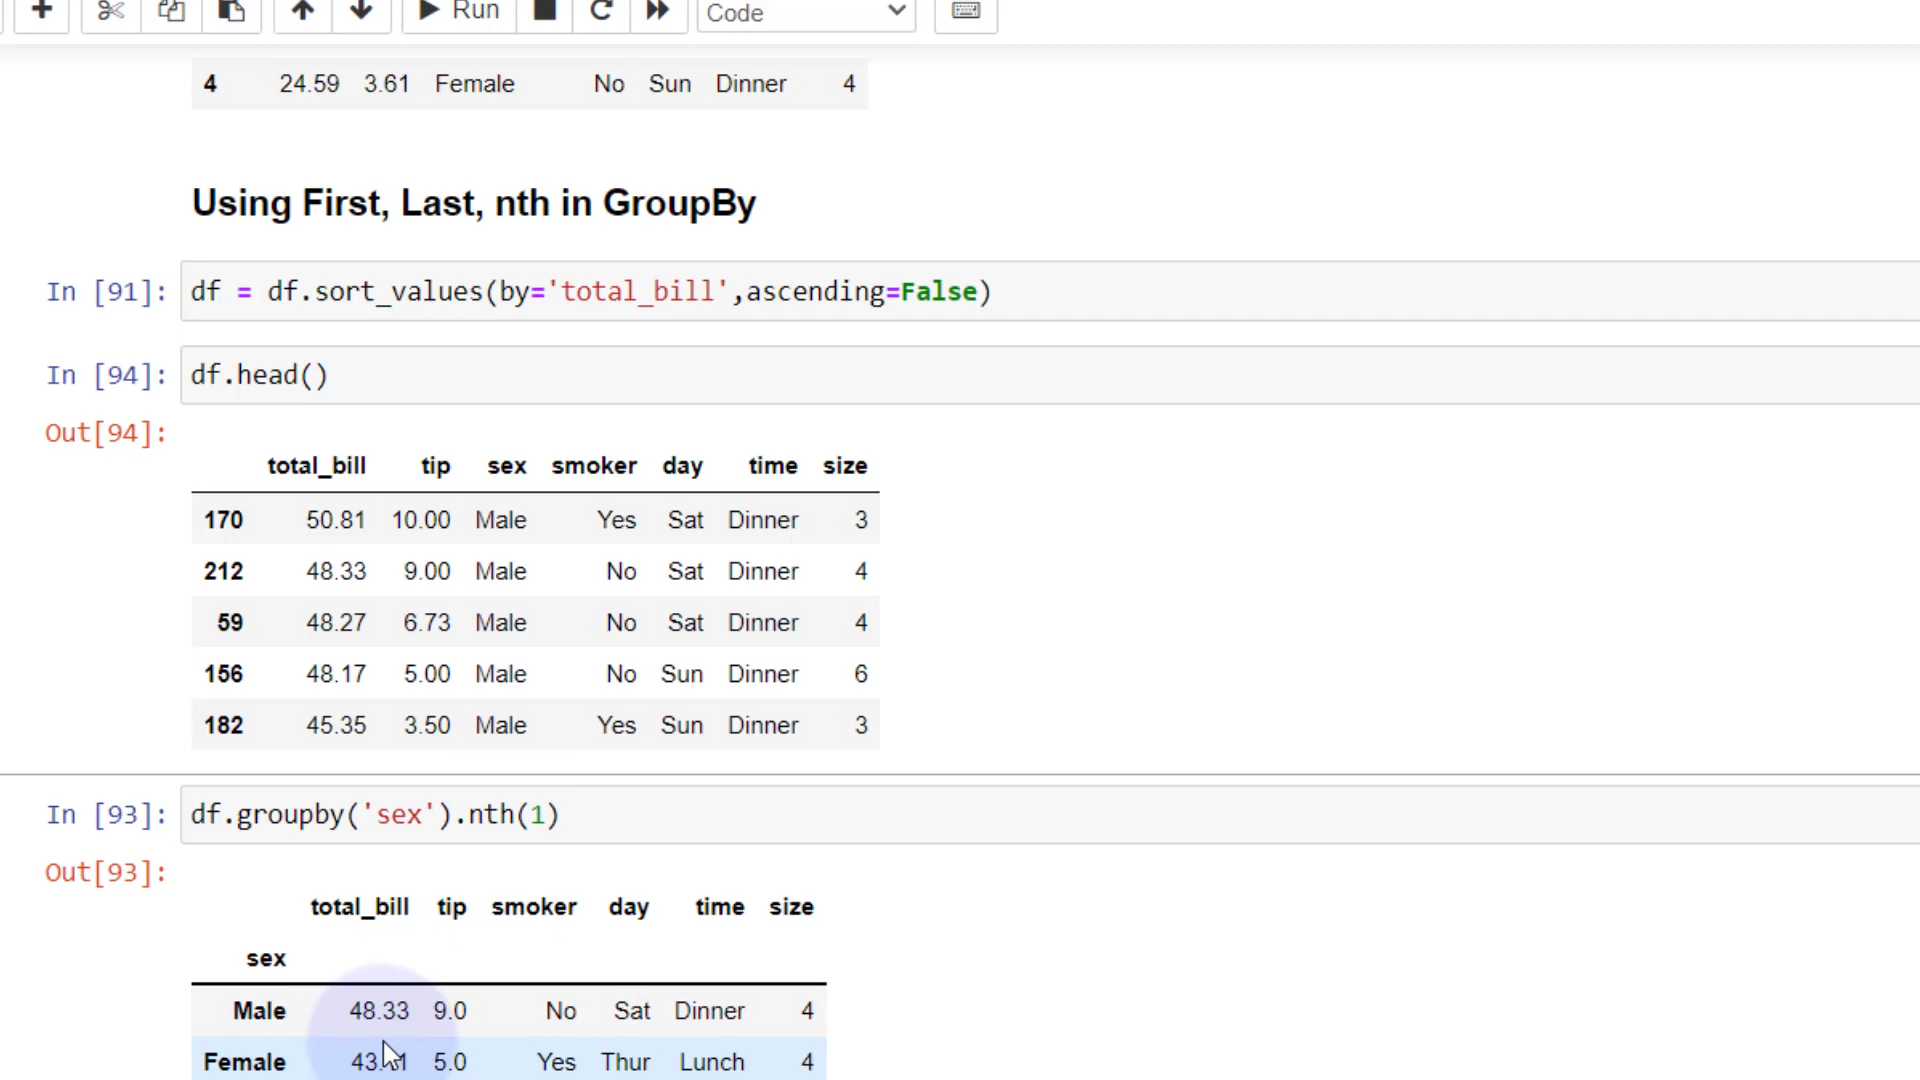 Run Code
4 24.59 3.61 Female No Sun Dinner 4
Using First, Last, nth in GroupBy
In [91]: df = df.sort_values(by='total_bill',ascending=False)
In [94]: df.head()
Out[94]:
total_bill tip sex smoker day time size
170 50.81 10.00 Male Yes Sat Dinner 3
212 48.33 9.00 Male No Sat Dinner 4
59 48.27 6.73 Male No Sat Dinner 4
156 48.17 5.00 Male No Sun Dinner 6
182 45.35 3.50 Male Yes Sun Dinner 3
In [93]: df.groupby('sex').nth(1)
Out[93]:
total_bill tip smoker day time size
sex
Male 48.33 9.0 No Sat Dinner 4
Female 5.0 Yes Thur Lunch 4